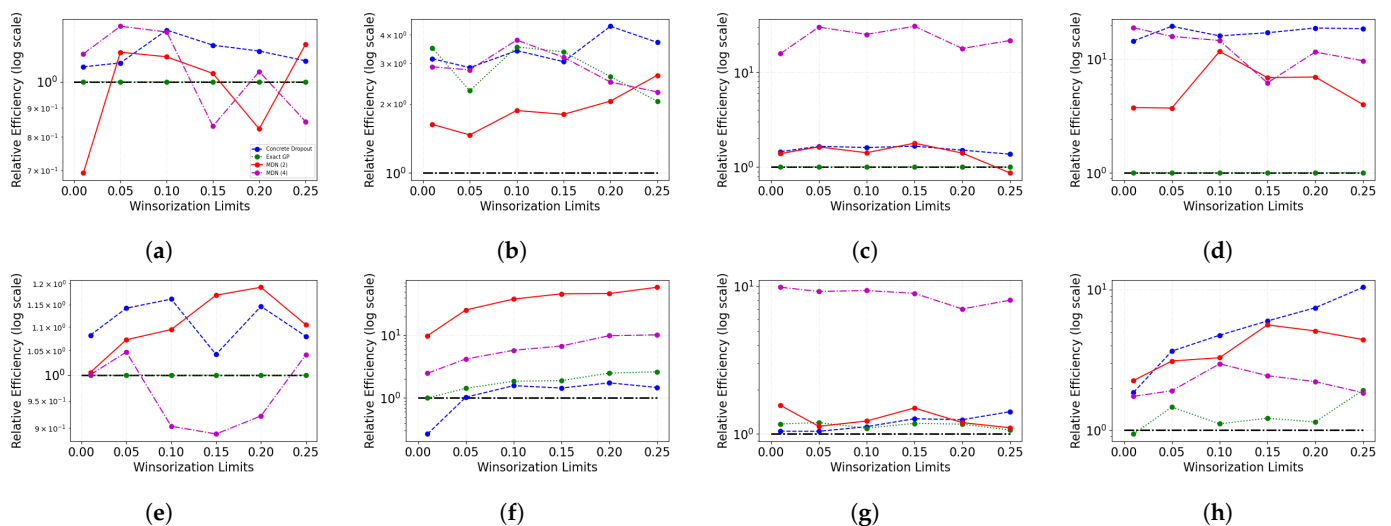 Relative Efficiency (log scale)
10⁰
9 × 10⁻¹
8 × 10⁻¹
7 × 10⁻¹
Concrete Dropout
Exact GP
MDN (2)
MDN (4)
0.00 0.05 0.10 0.15 0.20 0.25
Winsorization Limits
(a)
Relative Efficiency (log scale)
4 × 10⁰
3 × 10⁰
2 × 10⁰
10⁰
0.00 0.05 0.10 0.15 0.20 0.25
Winsorization Limits
(b)
Relative Efficiency (log scale)
10¹
10⁰
0.00 0.05 0.10 0.15 0.20 0.25
Winsorization Limits
(c)
Relative Efficiency (log scale)
10¹
10⁰
0.00 0.05 0.10 0.15 0.20 0.25
Winsorization Limits
(d)
Relative Efficiency (log scale)
1.2 × 10⁰
1.15 × 10⁰
1.1 × 10⁰
1.05 × 10⁰
10⁰
9.5 × 10⁻¹
9 × 10⁻¹
0.00 0.05 0.10 0.15 0.20 0.25
Winsorization Limits
(e)
Relative Efficiency (log scale)
10¹
10⁰
0.00 0.05 0.10 0.15 0.20 0.25
Winsorization Limits
(f)
Relative Efficiency (log scale)
10¹
10⁰
0.00 0.05 0.10 0.15 0.20 0.25
Winsorization Limits
(g)
Relative Efficiency (log scale)
10¹
10⁰
0.00 0.05 0.10 0.15 0.20 0.25
Winsorization Limits
(h)